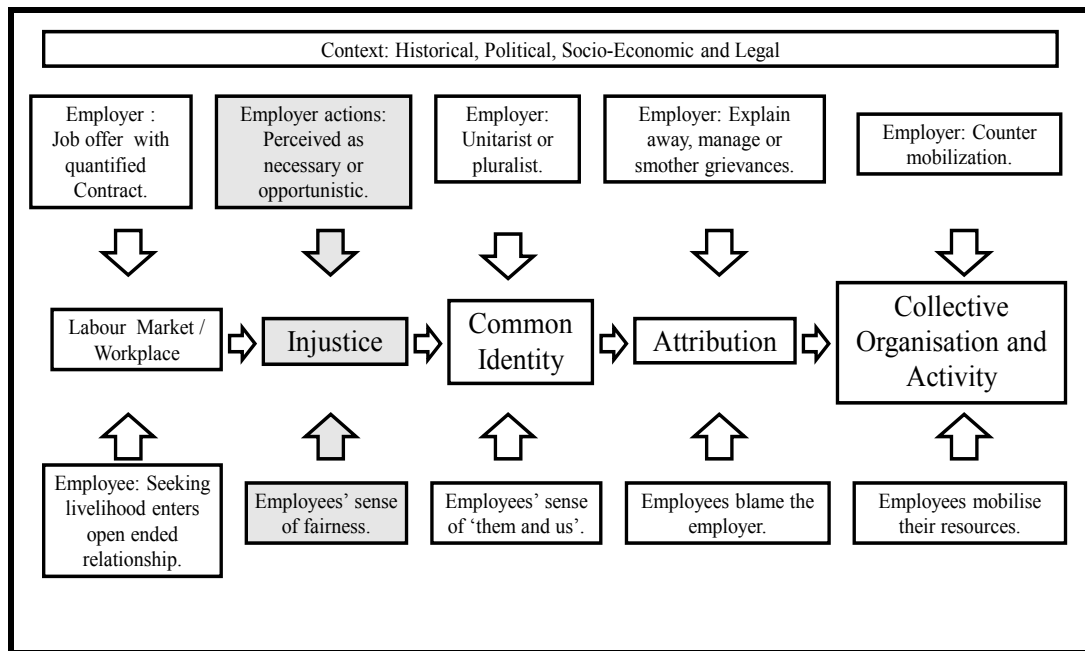 Context: Historical, Political, Socio-Economic and Legal
Employer :
Job offer with
quantified
Contract.
Employer actions:
Perceived as
necessary or
opportunistic.
Employer:
Unitarist or
pluralist.
Employer: Explain
away, manage or
smother grievances.
Employer: Counter
mobilization.
Labour Market /
Workplace
Injustice
Common
Identity
Attribution
Collective
Organisation and
Activity
Employee: Seeking
livelihood enters
open ended
relationship.
Employees’ sense
of fairness.
Employees’ sense
of ‘them and us’.
Employees blame the
employer.
Employees mobilise
their resources.